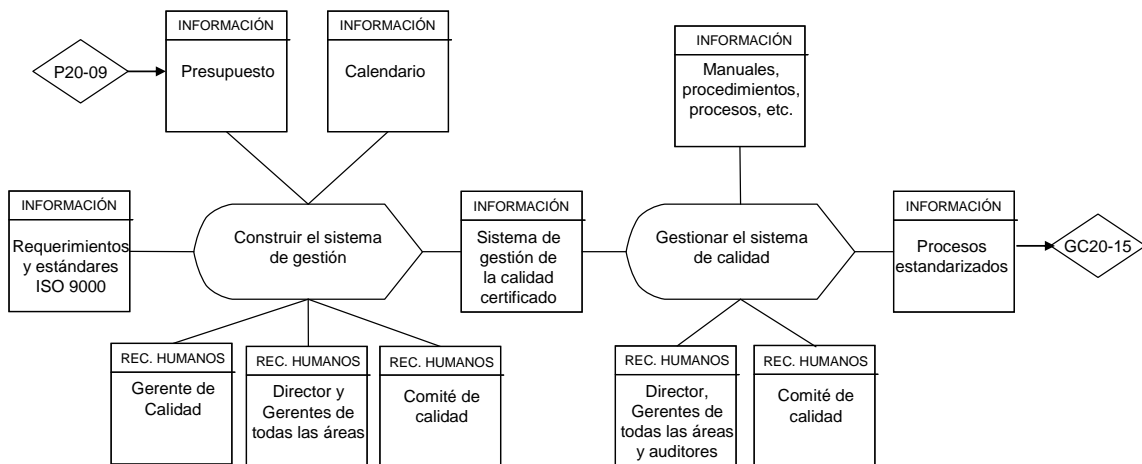 INFORMACIÓN
Presupuesto
INFORMACIÓN
Calendario
P20-09
INFORMACIÓN
Manuales,
procedimientos,
procesos, etc.
INFORMACIÓN
Requerimientos
y estándares
ISO 9000
Construir el sistema
de gestión
INFORMACIÓN
Sistema de
gestión de
la calidad
certificado
Gestionar el sistema
de calidad
INFORMACIÓN
Procesos
estandarizados
GC20-15
REC. HUMANOS
Gerente de
Calidad
REC. HUMANOS
Director y
Gerentes de
todas las áreas
REC. HUMANOS
Comité de
calidad
REC. HUMANOS
Director,
Gerentes de
todas las áreas
y auditores
REC. HUMANOS
Comité de
calidad